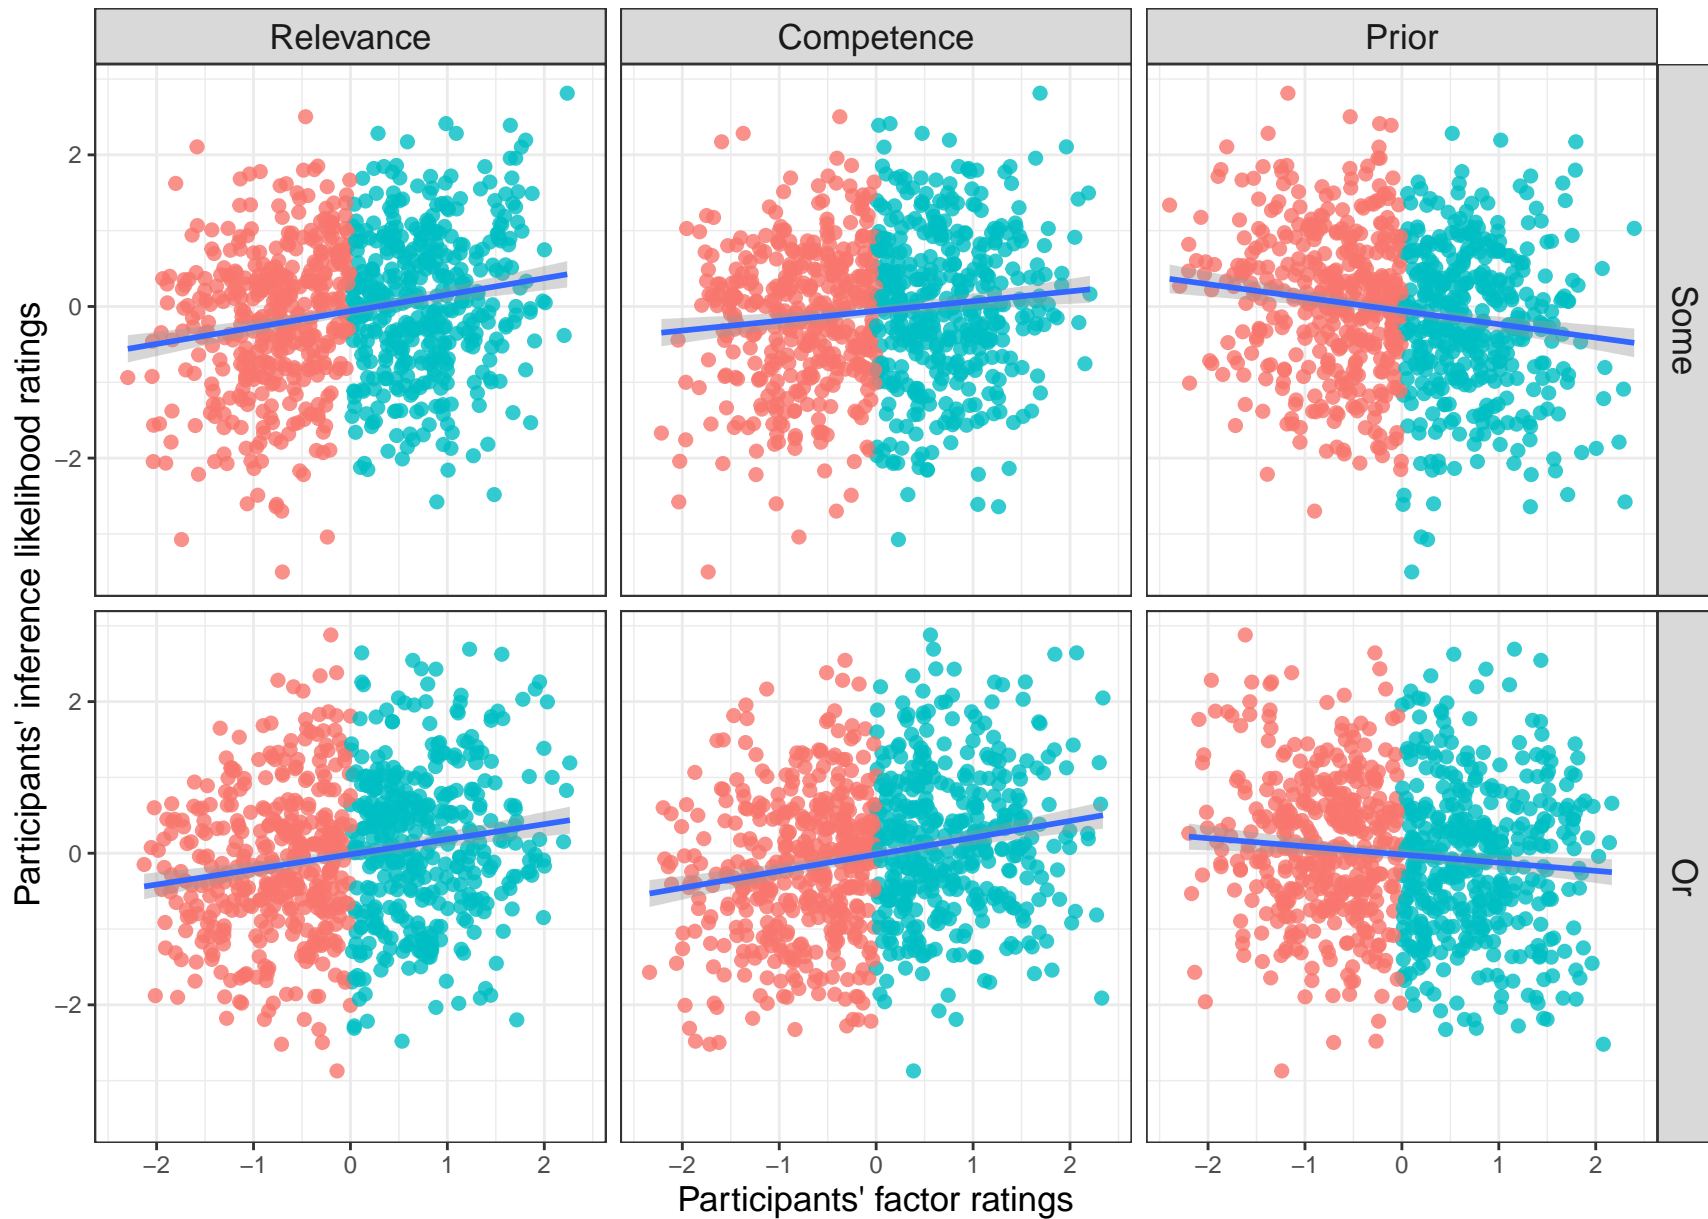 Relevance Competence Prior
Participants' inference likelihood ratings
2
0
−2
Some
2
0
−2
Or
−2 −1 0 1 2 −2 −1 0 1 2 −2 −1 0 1 2
Participants' factor ratings